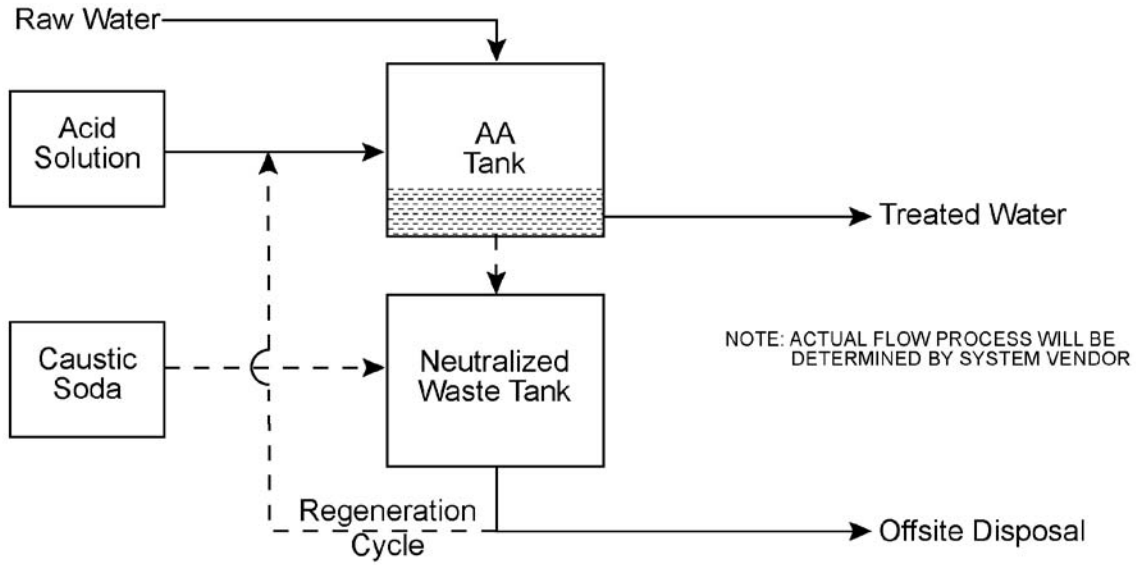 Raw Water
Acid
Solution
AA
Tank
Treated Water
Caustic
Soda
Neutralized
Waste Tank
NOTE: ACTUAL FLOW PROCESS WILL BE
DETERMINED BY SYSTEM VENDOR
Regeneration
Cycle
Offsite Disposal